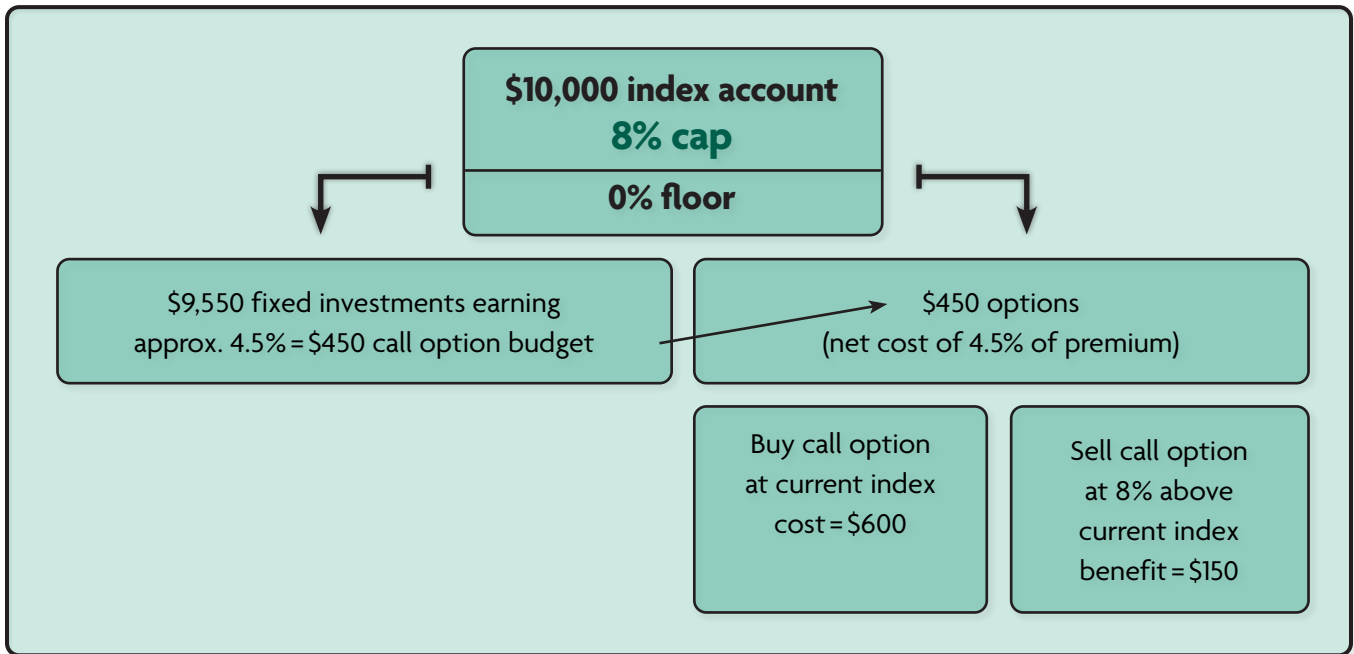 $10,000 index account
8% cap
0% floor
$9,550 fixed investments earning
approx. 4.5% = $450 call option budget
$450 options
(net cost of 4.5% of premium)
Buy call option
at current index
cost = $600
Sell call option
at 8% above
current index
benefit = $150